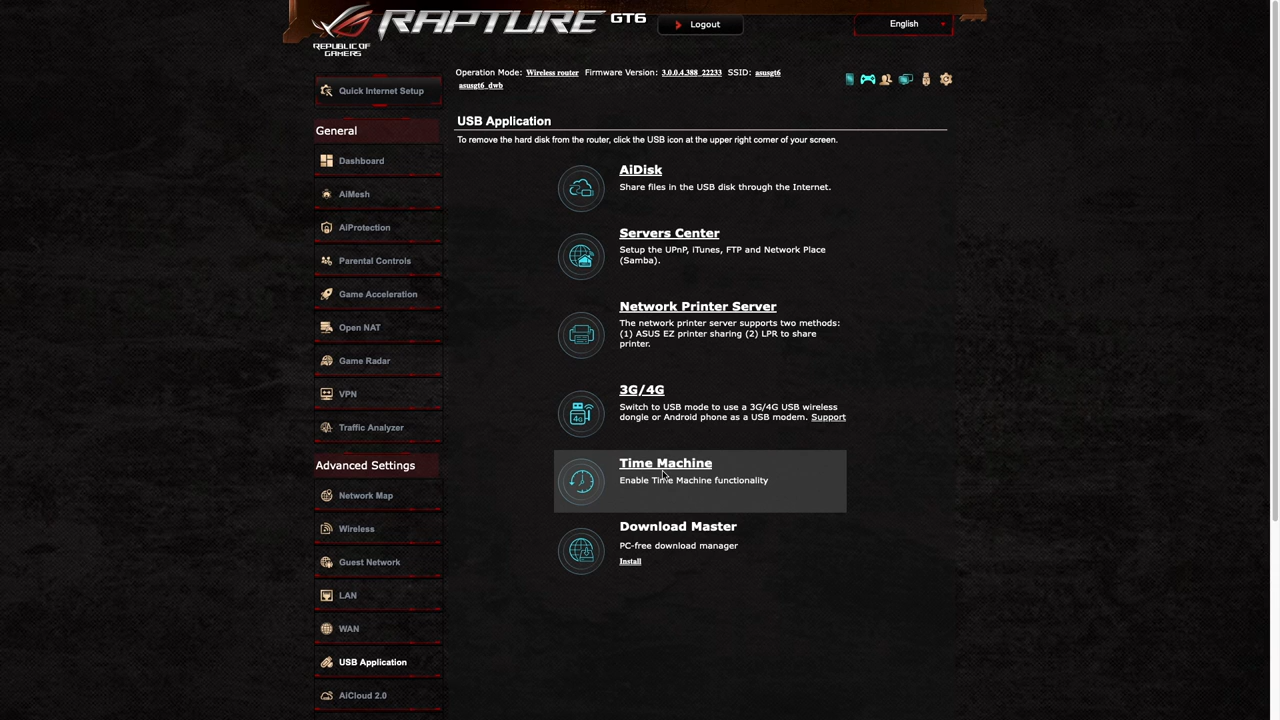 RAPTURE GT6
REPUBLIC OF
GAMERS
Logout
English
Operation Mode: Wireless router Firmware Version: 3.0.0.4.388_22233 SSID: asusgt6
asusgt6_dwb
Quick Internet Setup
General
Dashboard
AiMesh
AiProtection
Parental Controls
Game Acceleration
Open NAT
Game Radar
VPN
Traffic Analyzer
Advanced Settings
Network Map
Wireless
Guest Network
LAN
WAN
USB Application
AiCloud 2.0
USB Application
To remove the hard disk from the router, click the USB icon at the upper right corner of your screen.
AiDisk
Share files in the USB disk through the Internet.
Servers Center
Setup the UPnP, iTunes, FTP and Network Place
(Samba).
Network Printer Server
The network printer server supports two methods:
(1) ASUS EZ printer sharing (2) LPR to share
printer.
3G/4G
4G
Switch to USB mode to use a 3G/4G USB wireless
dongle or Android phone as a USB modem. Support
Time Machine
Enable Time Machine functionality
Download Master
PC-free download manager
Install